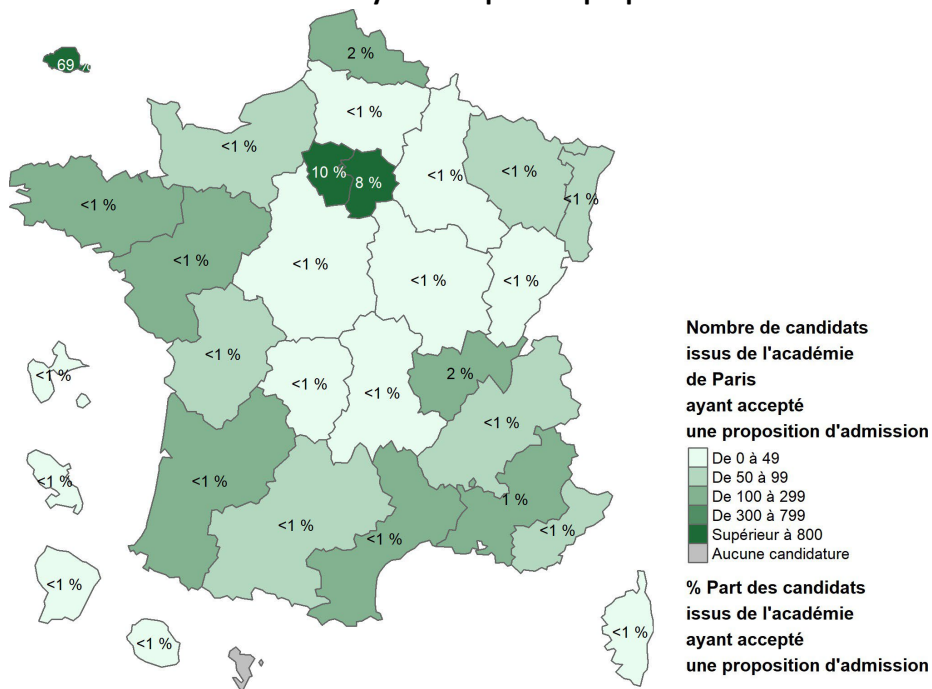 2 %
69 %
<1 %
<1 %
10 %
8 %
<1 %
<1 %
<1 %
<1 %
<1 %
<1 %
<1 %
<1 %
<1 %
2 %
<1 %
<1 %
<1 %
<1 %
<1 %
<1 %
1 %
<1 %
<1 %
<1 %
<1 %
<1 %
<1 %
Nombre de candidats
issus de l'académie
de Paris
ayant accepté
une proposition d'admission
De 0 à 49
De 50 à 99
De 100 à 299
De 300 à 799
Supérieur à 800
Aucune candidature
% Part des candidats
issus de l'académie
ayant accepté
une proposition d'admission